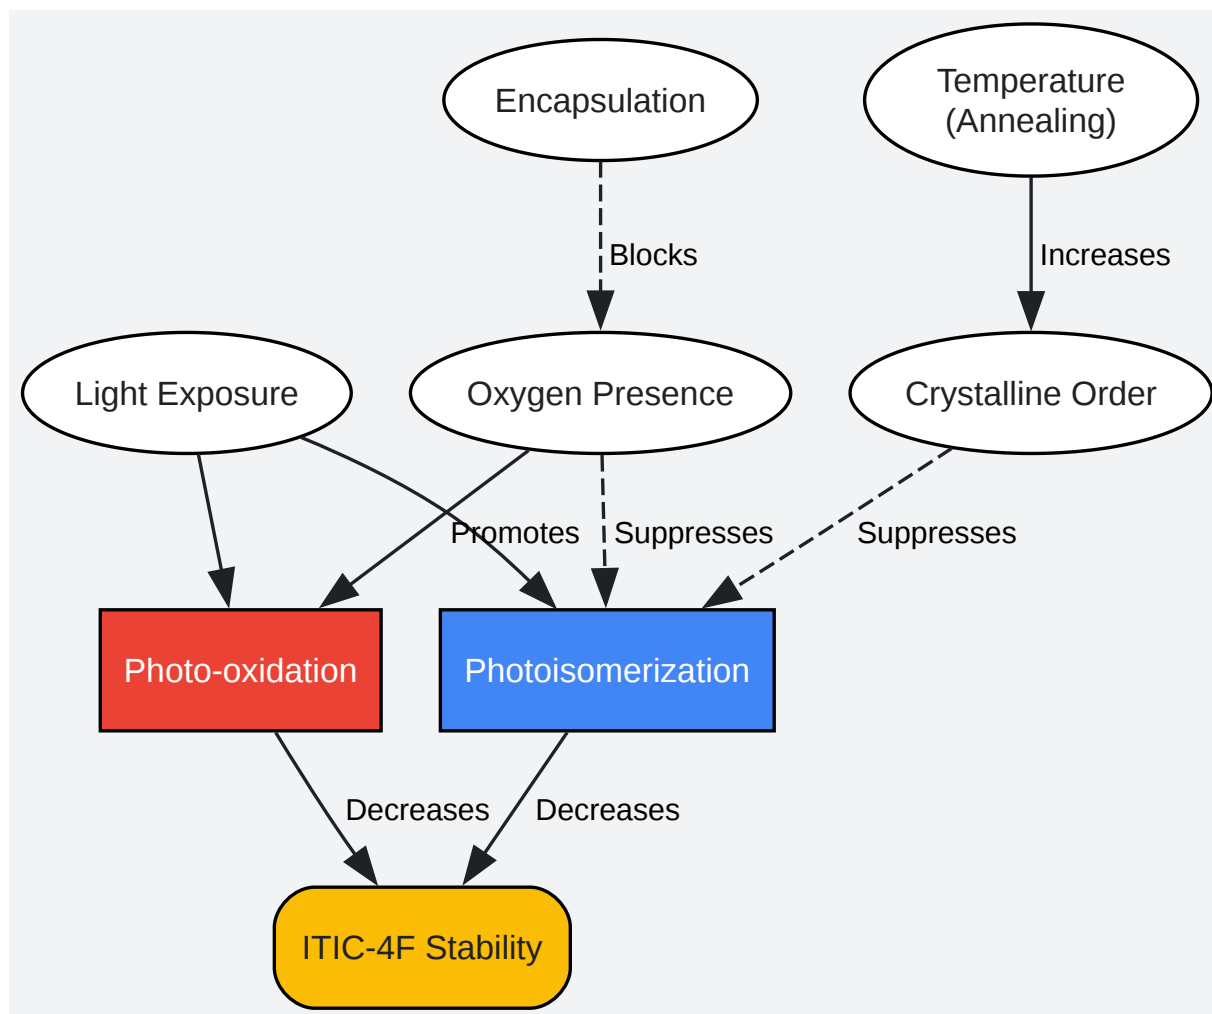 Encapsulation
Temperature
(Annealing)
Blocks
Increases
Light Exposure
Oxygen Presence
Crystalline Order
Promotes
Suppresses
Suppresses
Photo-oxidation
Photoisomerization
Decreases
Decreases
ITIC-4F Stability